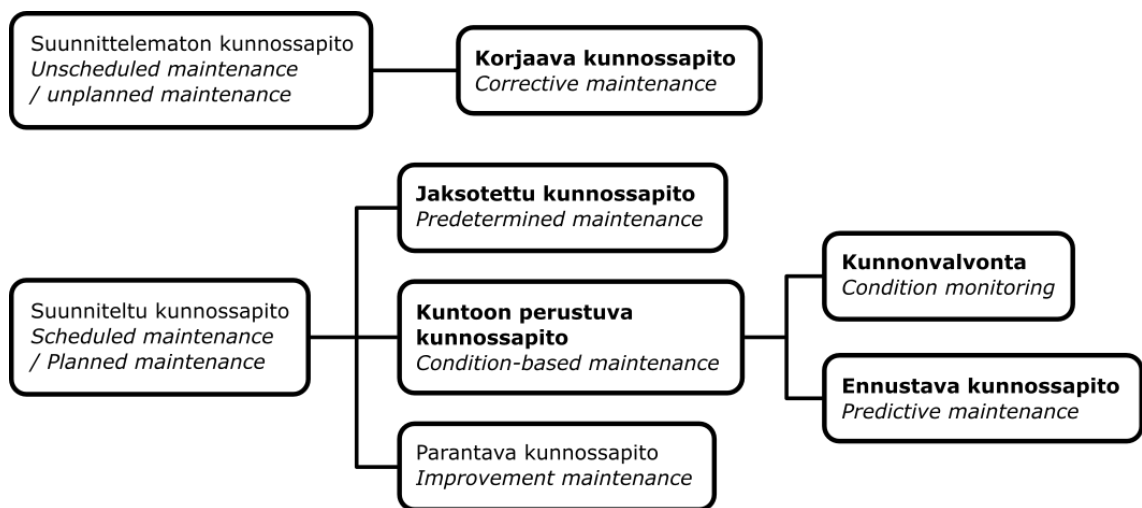 Suunnittelematon kunnossapito
Unscheduled maintenance
/ unplanned maintenance
Korjaava kunnossapito
Corrective maintenance
Jaksotettu kunnossapito
Predetermined maintenance
Suunniteltu kunnossapito
Scheduled maintenance
/ Planned maintenance
Kuntoon perustuva
kunnossapito
Condition-based maintenance
Kunnonvalvonta
Condition monitoring
Ennustava kunnossapito
Predictive maintenance
Parantava kunnossapito
Improvement maintenance